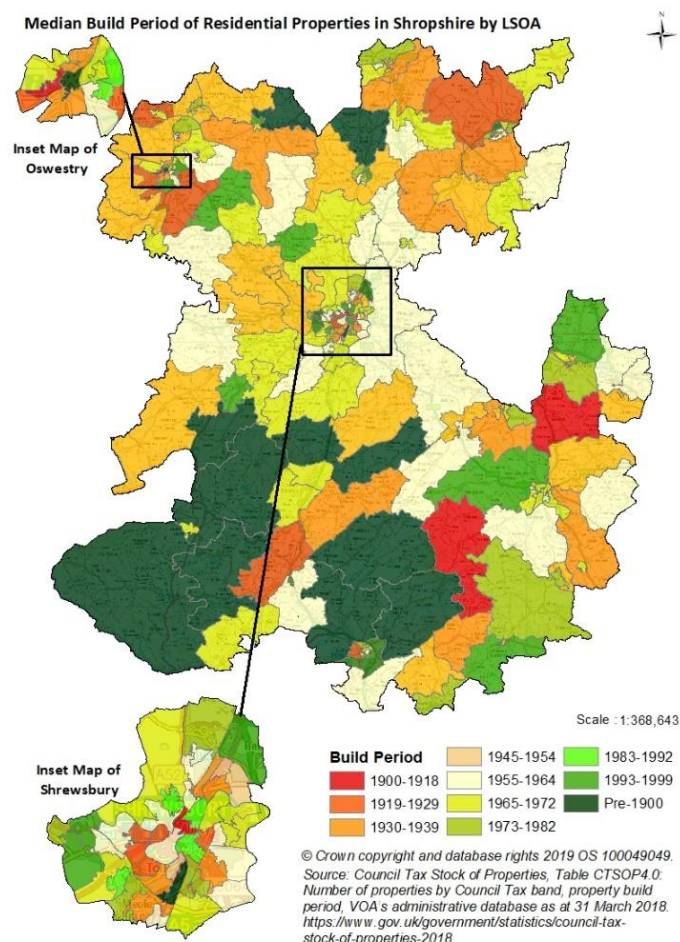 Median Build Period of Residential Properties in Shropshire by LSOA
Inset Map of
Oswestry
Inset Map of
Shrewsbury
Scale : 1:368,643
Build Period
1900-1918
1919-1929
1930-1939
1945-1954
1955-1964
1965-1972
1973-1982
1983-1992
1993-1999
Pre-1900
© Crown copyright and database rights 2019 OS 100049049.
Source: Council Tax Stock of Properties, Table CTSOP4.0:
Number of properties by Council Tax band, property build
period, VOA's administrative database as at 31 March 2018.
https://www.gov.uk/government/statistics/council-tax-
stock-of-properties-2018